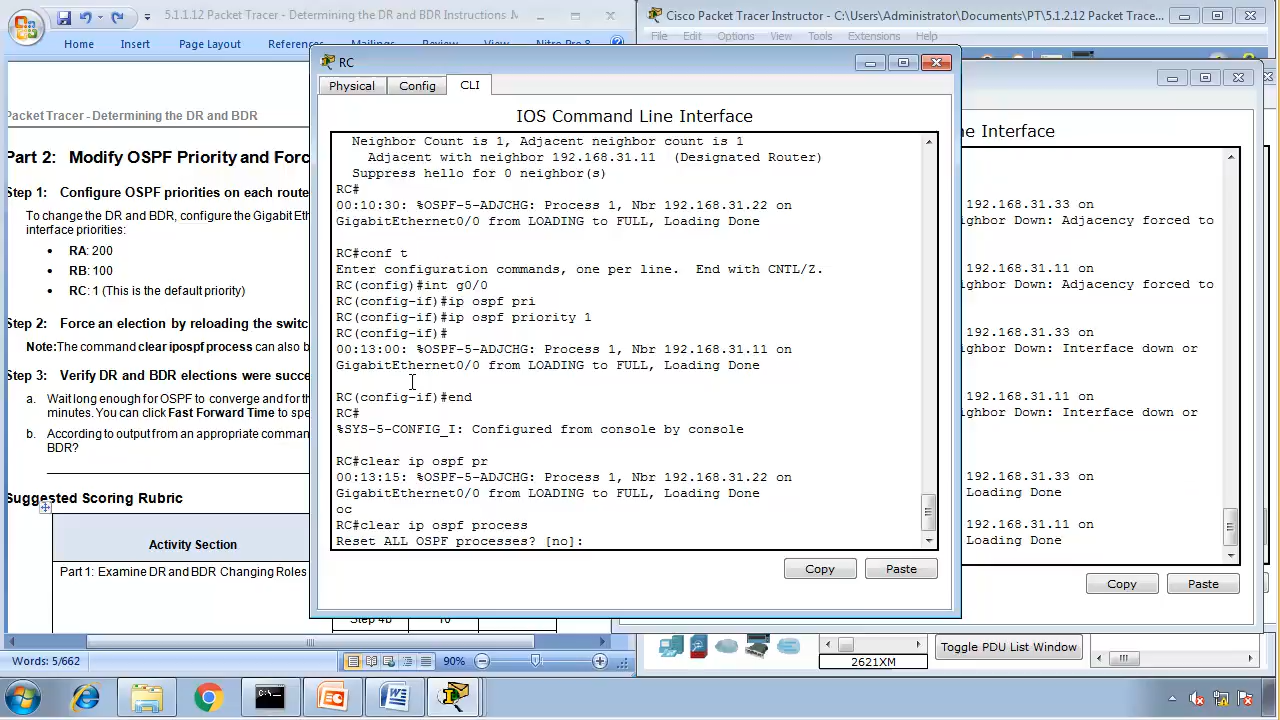 5.1.1.12 Packet Tracer - Determining the DR and BDR Instructions
Home Insert Page Layout References Mailings Review View Nitro Pro 8
Cisco Packet Tracer Instructor - C:\Users\Administrator\Documents\PT\5.1.2.12 Packet Trace...
File Edit Options View Tools Extensions Help
Packet Tracer - Determining the DR and BDR
Part 2: Modify OSPF Priority and Forc
Step 1: Configure OSPF priorities on each route
To change the DR and BDR, configure the Gigabit Eth
interface priorities:
• RA: 200
• RB: 100
• RC: 1 (This is the default priority)
Step 2: Force an election by reloading the switc
Note:The command clear ipospf process can also b
Step 3: Verify DR and BDR elections were succe
a. Wait long enough for OSPF to converge and for th
minutes. You can click Fast Forward Time to spe
b. According to output from an appropriate comman
BDR?
Suggested Scoring Rubric
Activity Section
Part 1: Examine DR and BDR Changing Roles
Step 4b 10
Words: 5/662
90%
RC
Physical Config CLI
IOS Command Line Interface
Neighbor Count is 1, Adjacent neighbor count is 1
Adjacent with neighbor 192.168.31.11 (Designated Router)
Suppress hello for 0 neighbor(s)
RC#
00:10:30: %OSPF-5-ADJCHG: Process 1, Nbr 192.168.31.22 on
GigabitEthernet0/0 from LOADING to FULL, Loading Done
RC#conf t
Enter configuration commands, one per line. End with CNTL/Z.
RC(config)#int g0/0
RC(config-if)#ip ospf pri
RC(config-if)#ip ospf priority 1
RC(config-if)#
00:13:00: %OSPF-5-ADJCHG: Process 1, Nbr 192.168.31.11 on
GigabitEthernet0/0 from LOADING to FULL, Loading Done
RC(config-if)#end
RC#
%SYS-5-CONFIG_I: Configured from console by console
RC#clear ip ospf pr
00:13:15: %OSPF-5-ADJCHG: Process 1, Nbr 192.168.31.22 on
GigabitEthernet0/0 from LOADING to FULL, Loading Done
oc
RC#clear ip ospf process
Reset ALL OSPF processes? [no]:
Copy Paste
ne Interface
192.168.31.33 on
ighbor Down: Adjacency forced to
192.168.31.11 on
ighbor Down: Adjacency forced to
192.168.31.33 on
ighbor Down: Interface down or
192.168.31.11 on
ighbor Down: Interface down or
192.168.31.33 on
Loading Done
192.168.31.11 on
Loading Done
Copy Paste
2621XM
Toggle PDU List Window